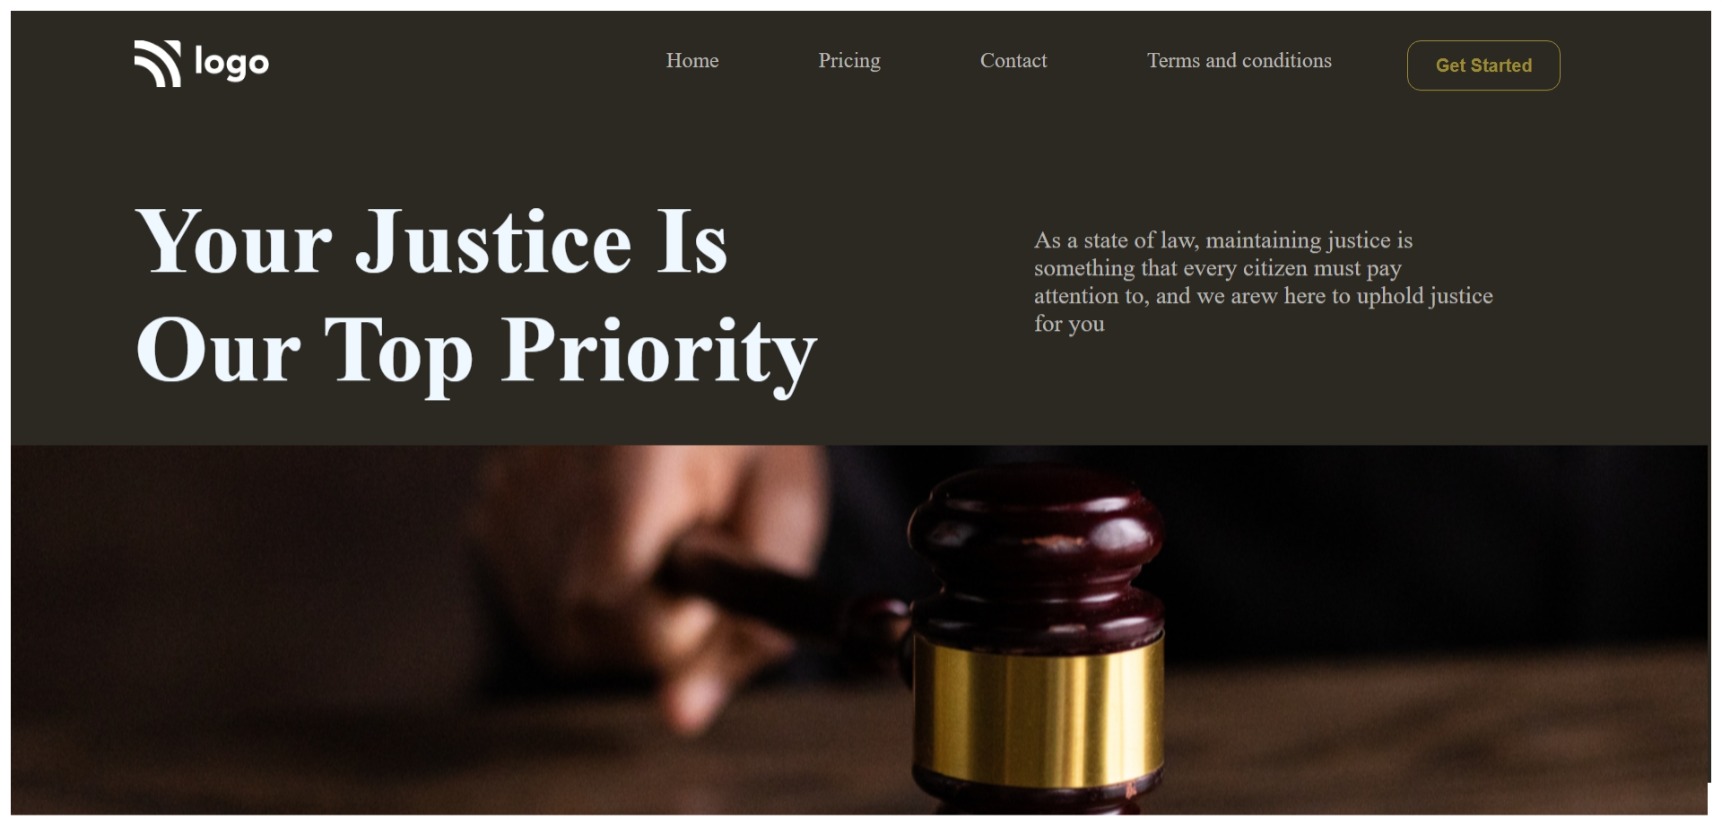 logo
Home
Pricing
Contact
Terms and conditions
Get Started
Your Justice Is
Our Top Priority
As a state of law, maintaining justice is
something that every citizen must pay
attention to, and we arew here to uphold justice
for you